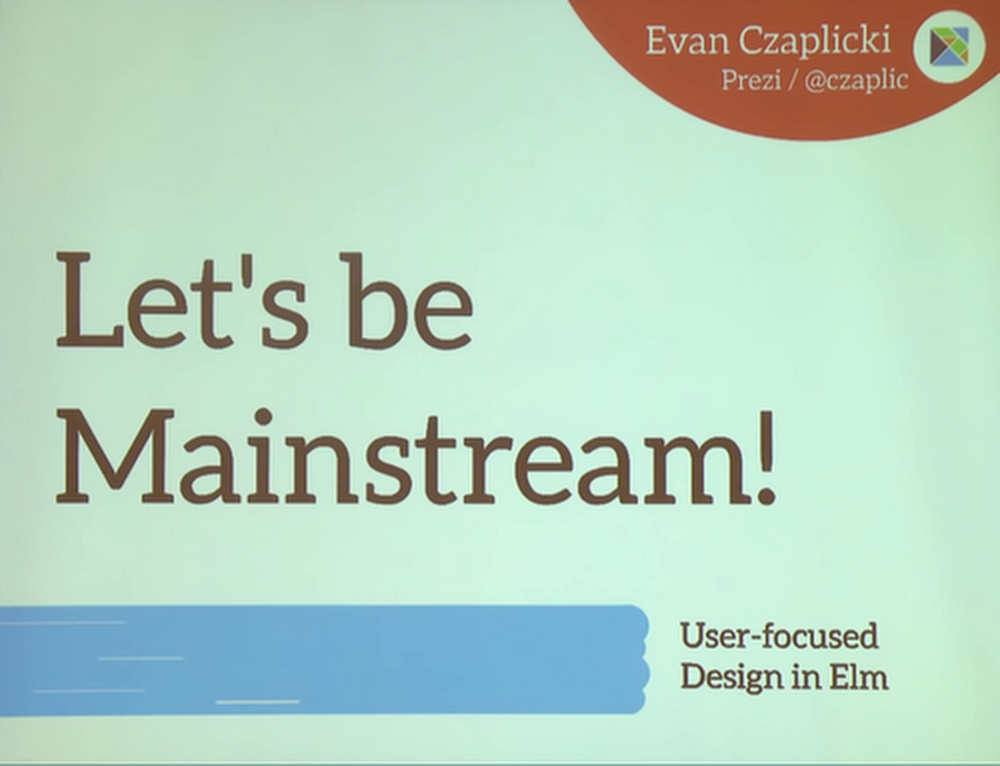 Evan Czaplicki
Prezi / @czaplic
Let's be
Mainstream!
User-focused
Design in Elm